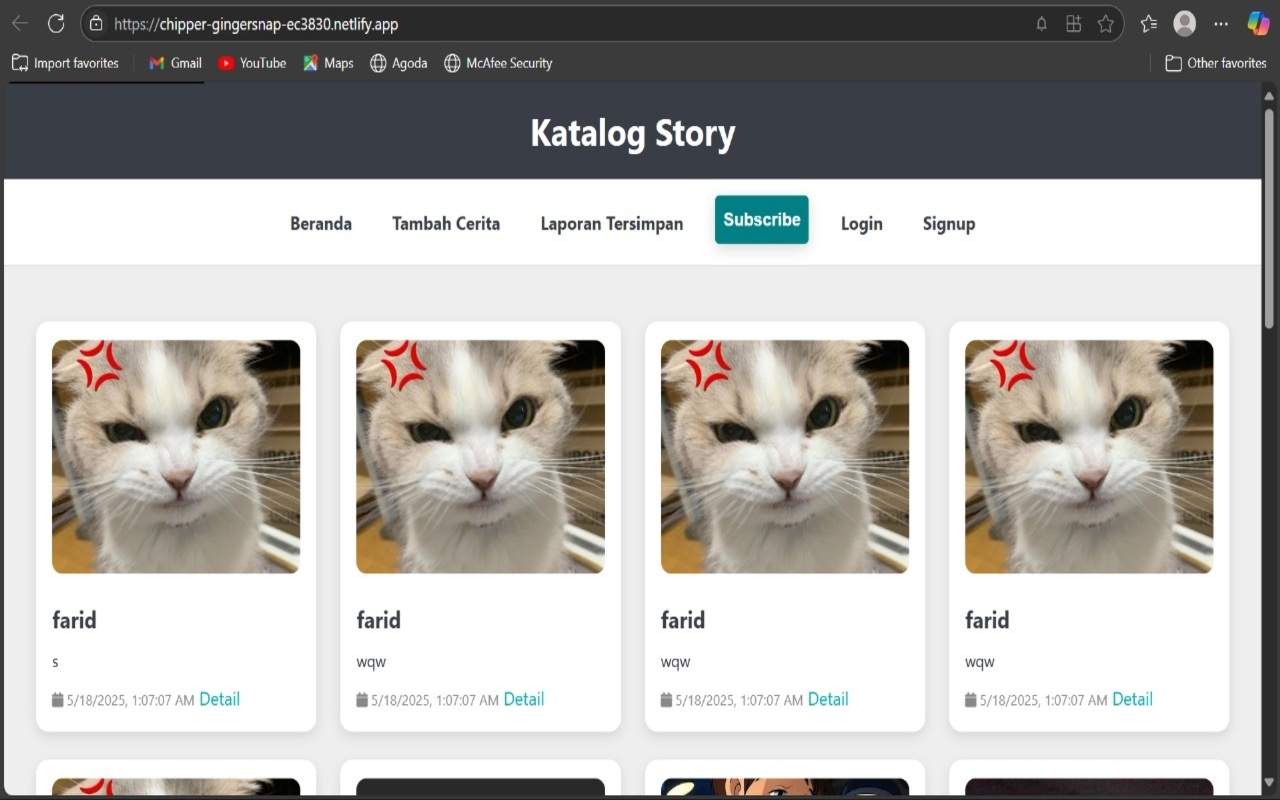 https://chipper-gingersnap-ec3830.netlify.app
Import favorites Gmail YouTube Maps Agoda McAfee Security Other favorites
Katalog Story
Beranda Tambah Cerita Laporan Tersimpan Subscribe Login Signup
farid farid farid farid
s wqw wqw wqw
5/18/2025, 1:07:07 AM Detail 5/18/2025, 1:07:07 AM Detail 5/18/2025, 1:07:07 AM Detail 5/18/2025, 1:07:07 AM Detail